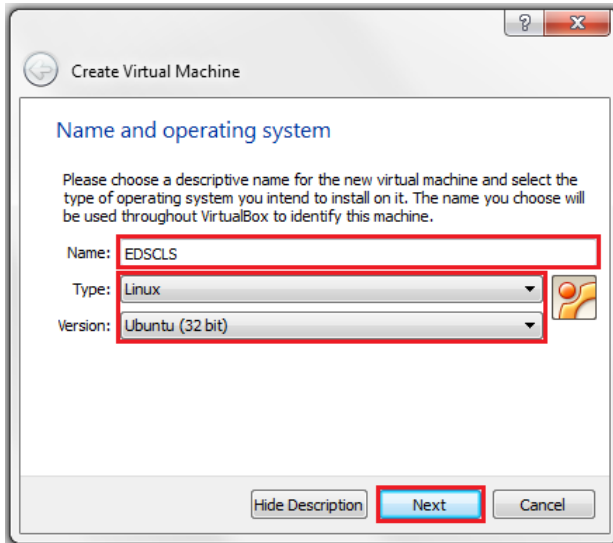 ?
x
Create Virtual Machine
Name and operating system
Please choose a descriptive name for the new virtual machine and select the
type of operating system you intend to install on it. The name you choose will
be used throughout VirtualBox to identify this machine.
Name: EDSCLS
Type: Linux
Version: Ubuntu (32 bit)
Hide Description Next Cancel